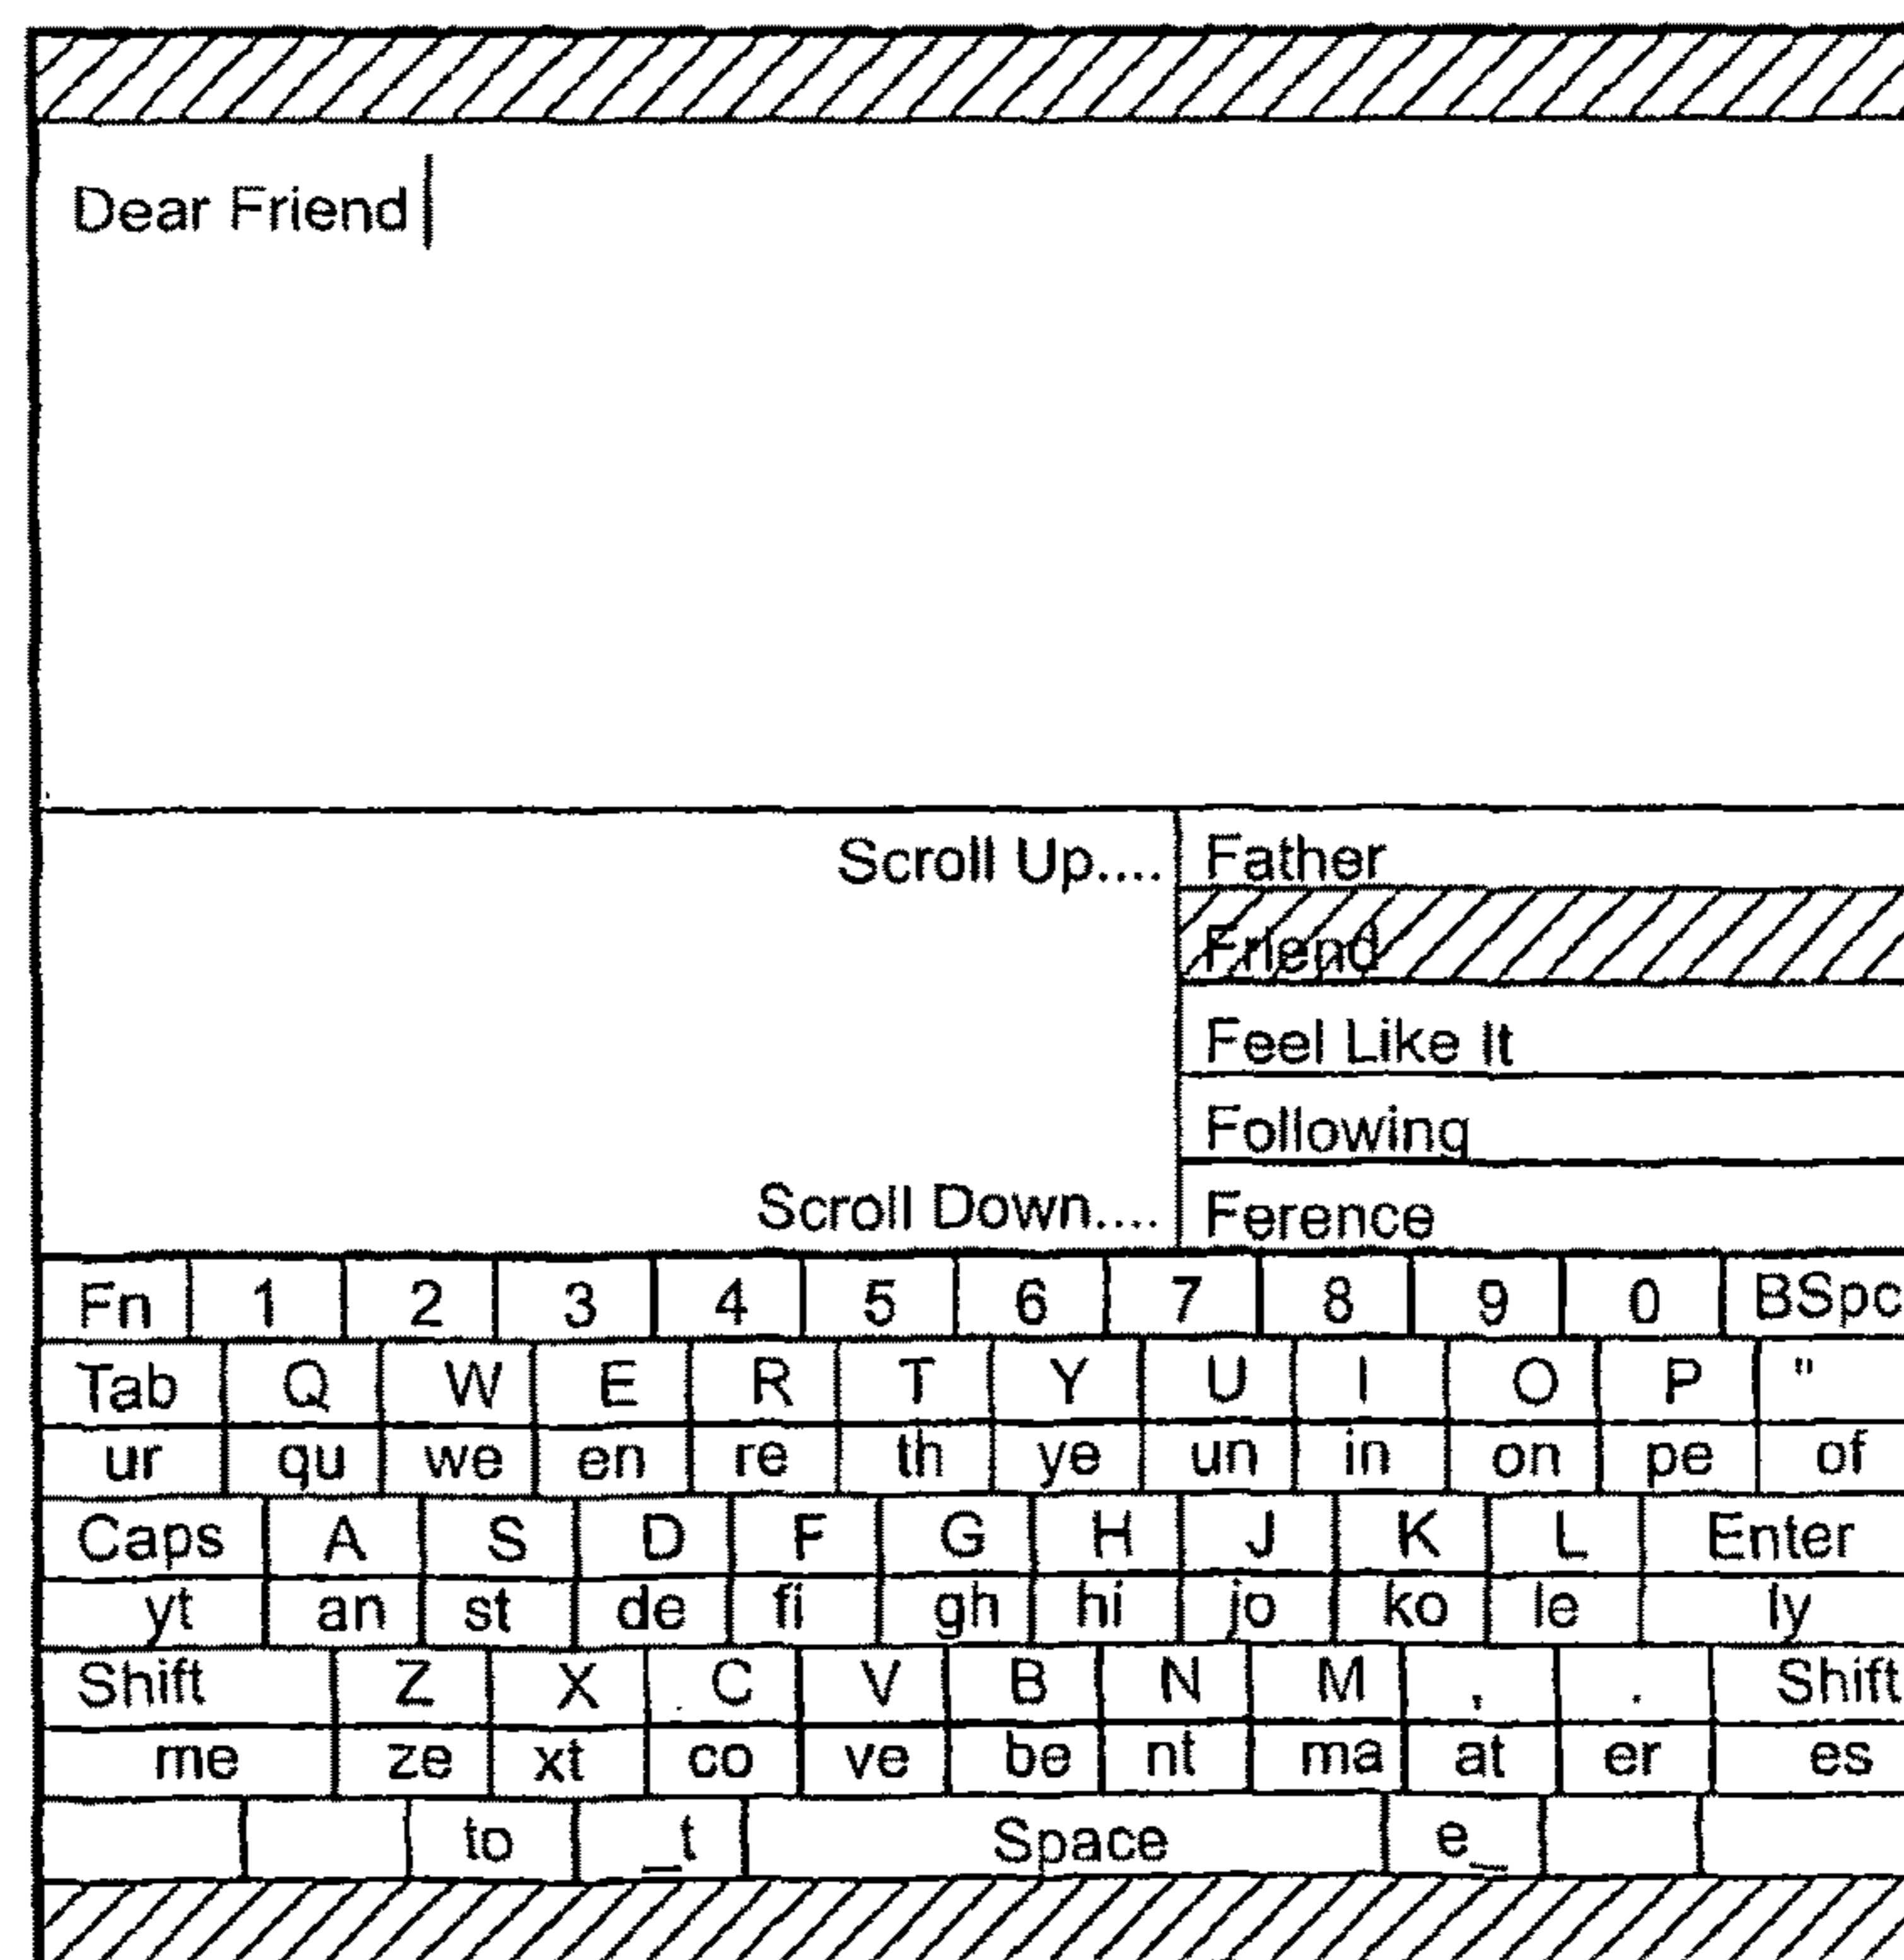 Dear Friend
Scroll Up.... Father
Friend
Feel Like It
Following
Scroll Down.... Ference
Fn 1 2 3 4 5 6 7 8 9 0 BSpc
Tab Q W E R T Y U I O P "
ur qu we en re th ye un in on pe of
Caps A S D F G H J K L Enter
yt an st de fi gh hi jo ko le ly
Shift Z X C V B N M , . Shift
me ze xt co ve be nt ma at er es
to _t Space e_